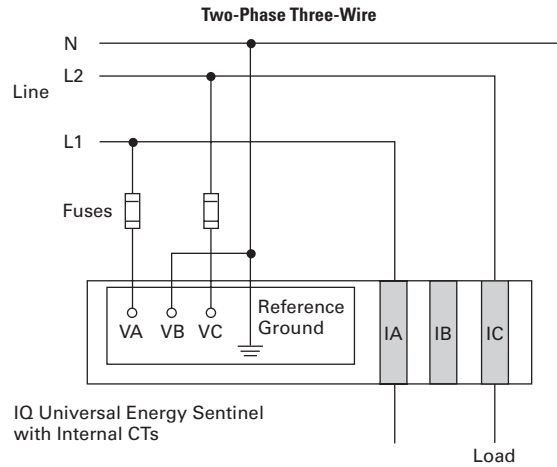 Two-Phase Three-Wire
N
L2
Line
L1
Fuses
VA VB VC
Reference
Ground
IA IB IC
IQ Universal Energy Sentinel
with Internal CTs
Load